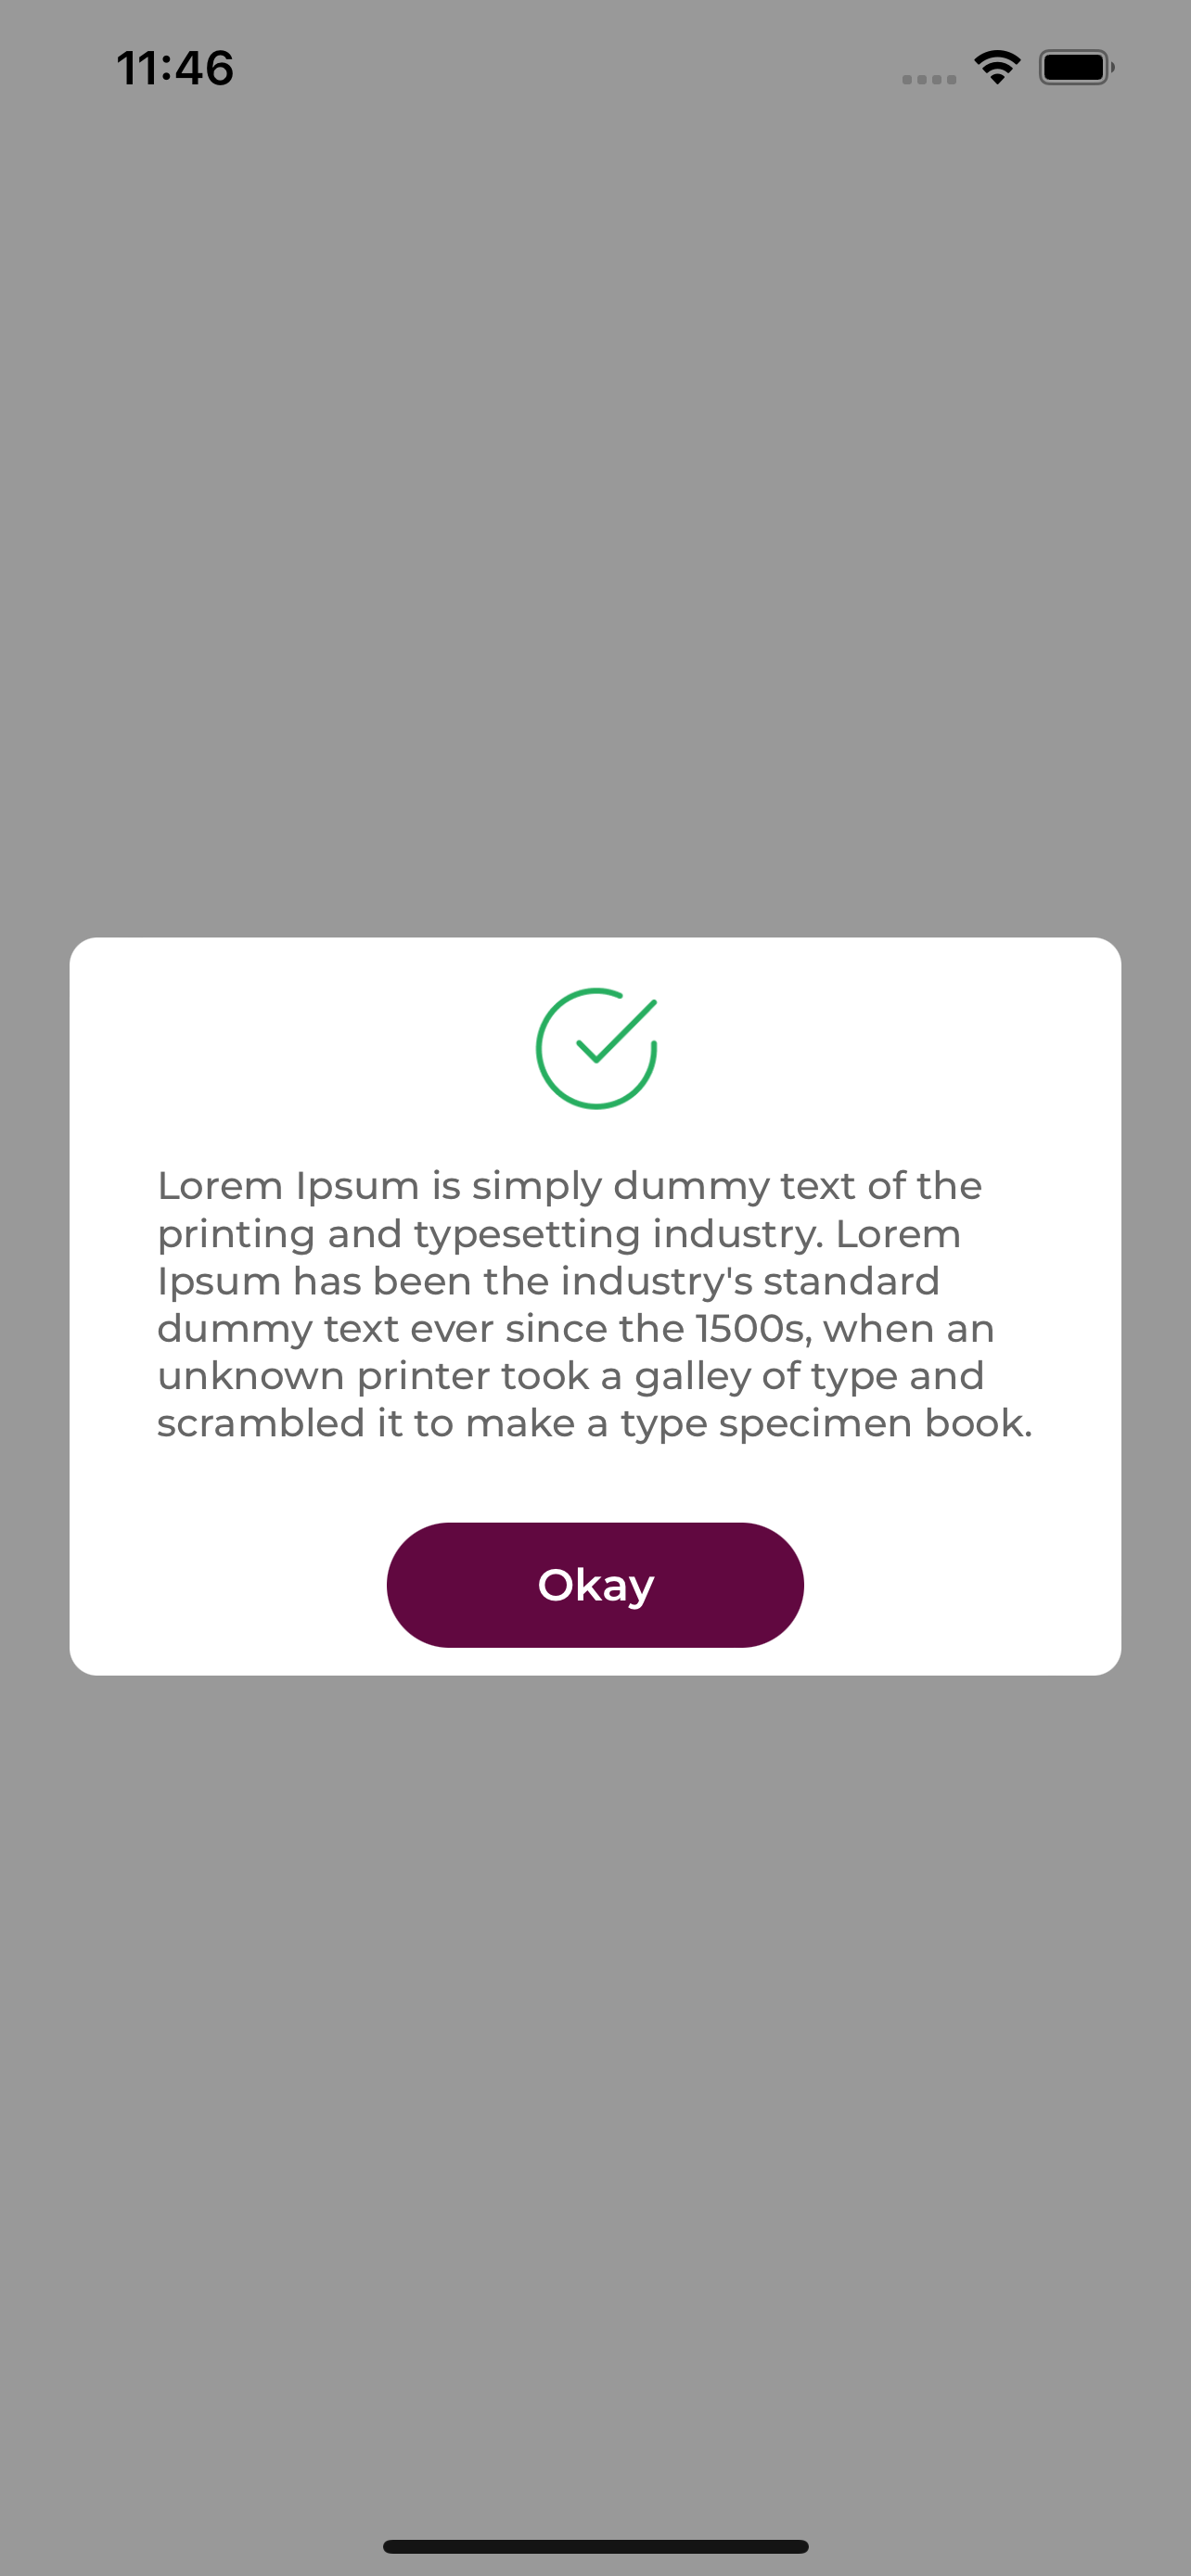 11:46
Lorem Ipsum is simply dummy text of the
printing and typesetting industry. Lorem
Ipsum has been the industry's standard
dummy text ever since the 1500s, when an
unknown printer took a galley of type and
scrambled it to make a type specimen book.
Okay